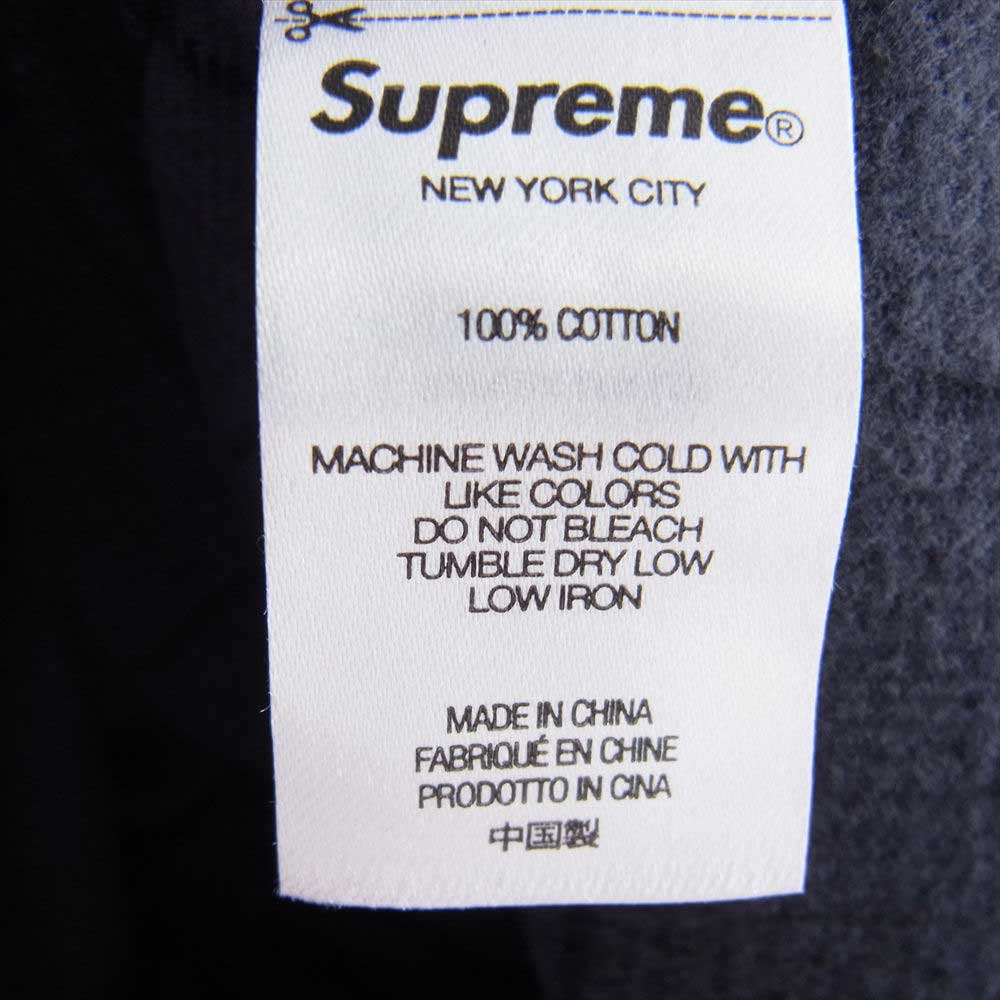 Supreme®
NEW YORK CITY
100% COTTON
MACHINE WASH COLD WITH
LIKE COLORS
DO NOT BLEACH
TUMBLE DRY LOW
LOW IRON
MADE IN CHINA
FABRIQUÉ EN CHINE
PRODOTTO IN CINA
中国製